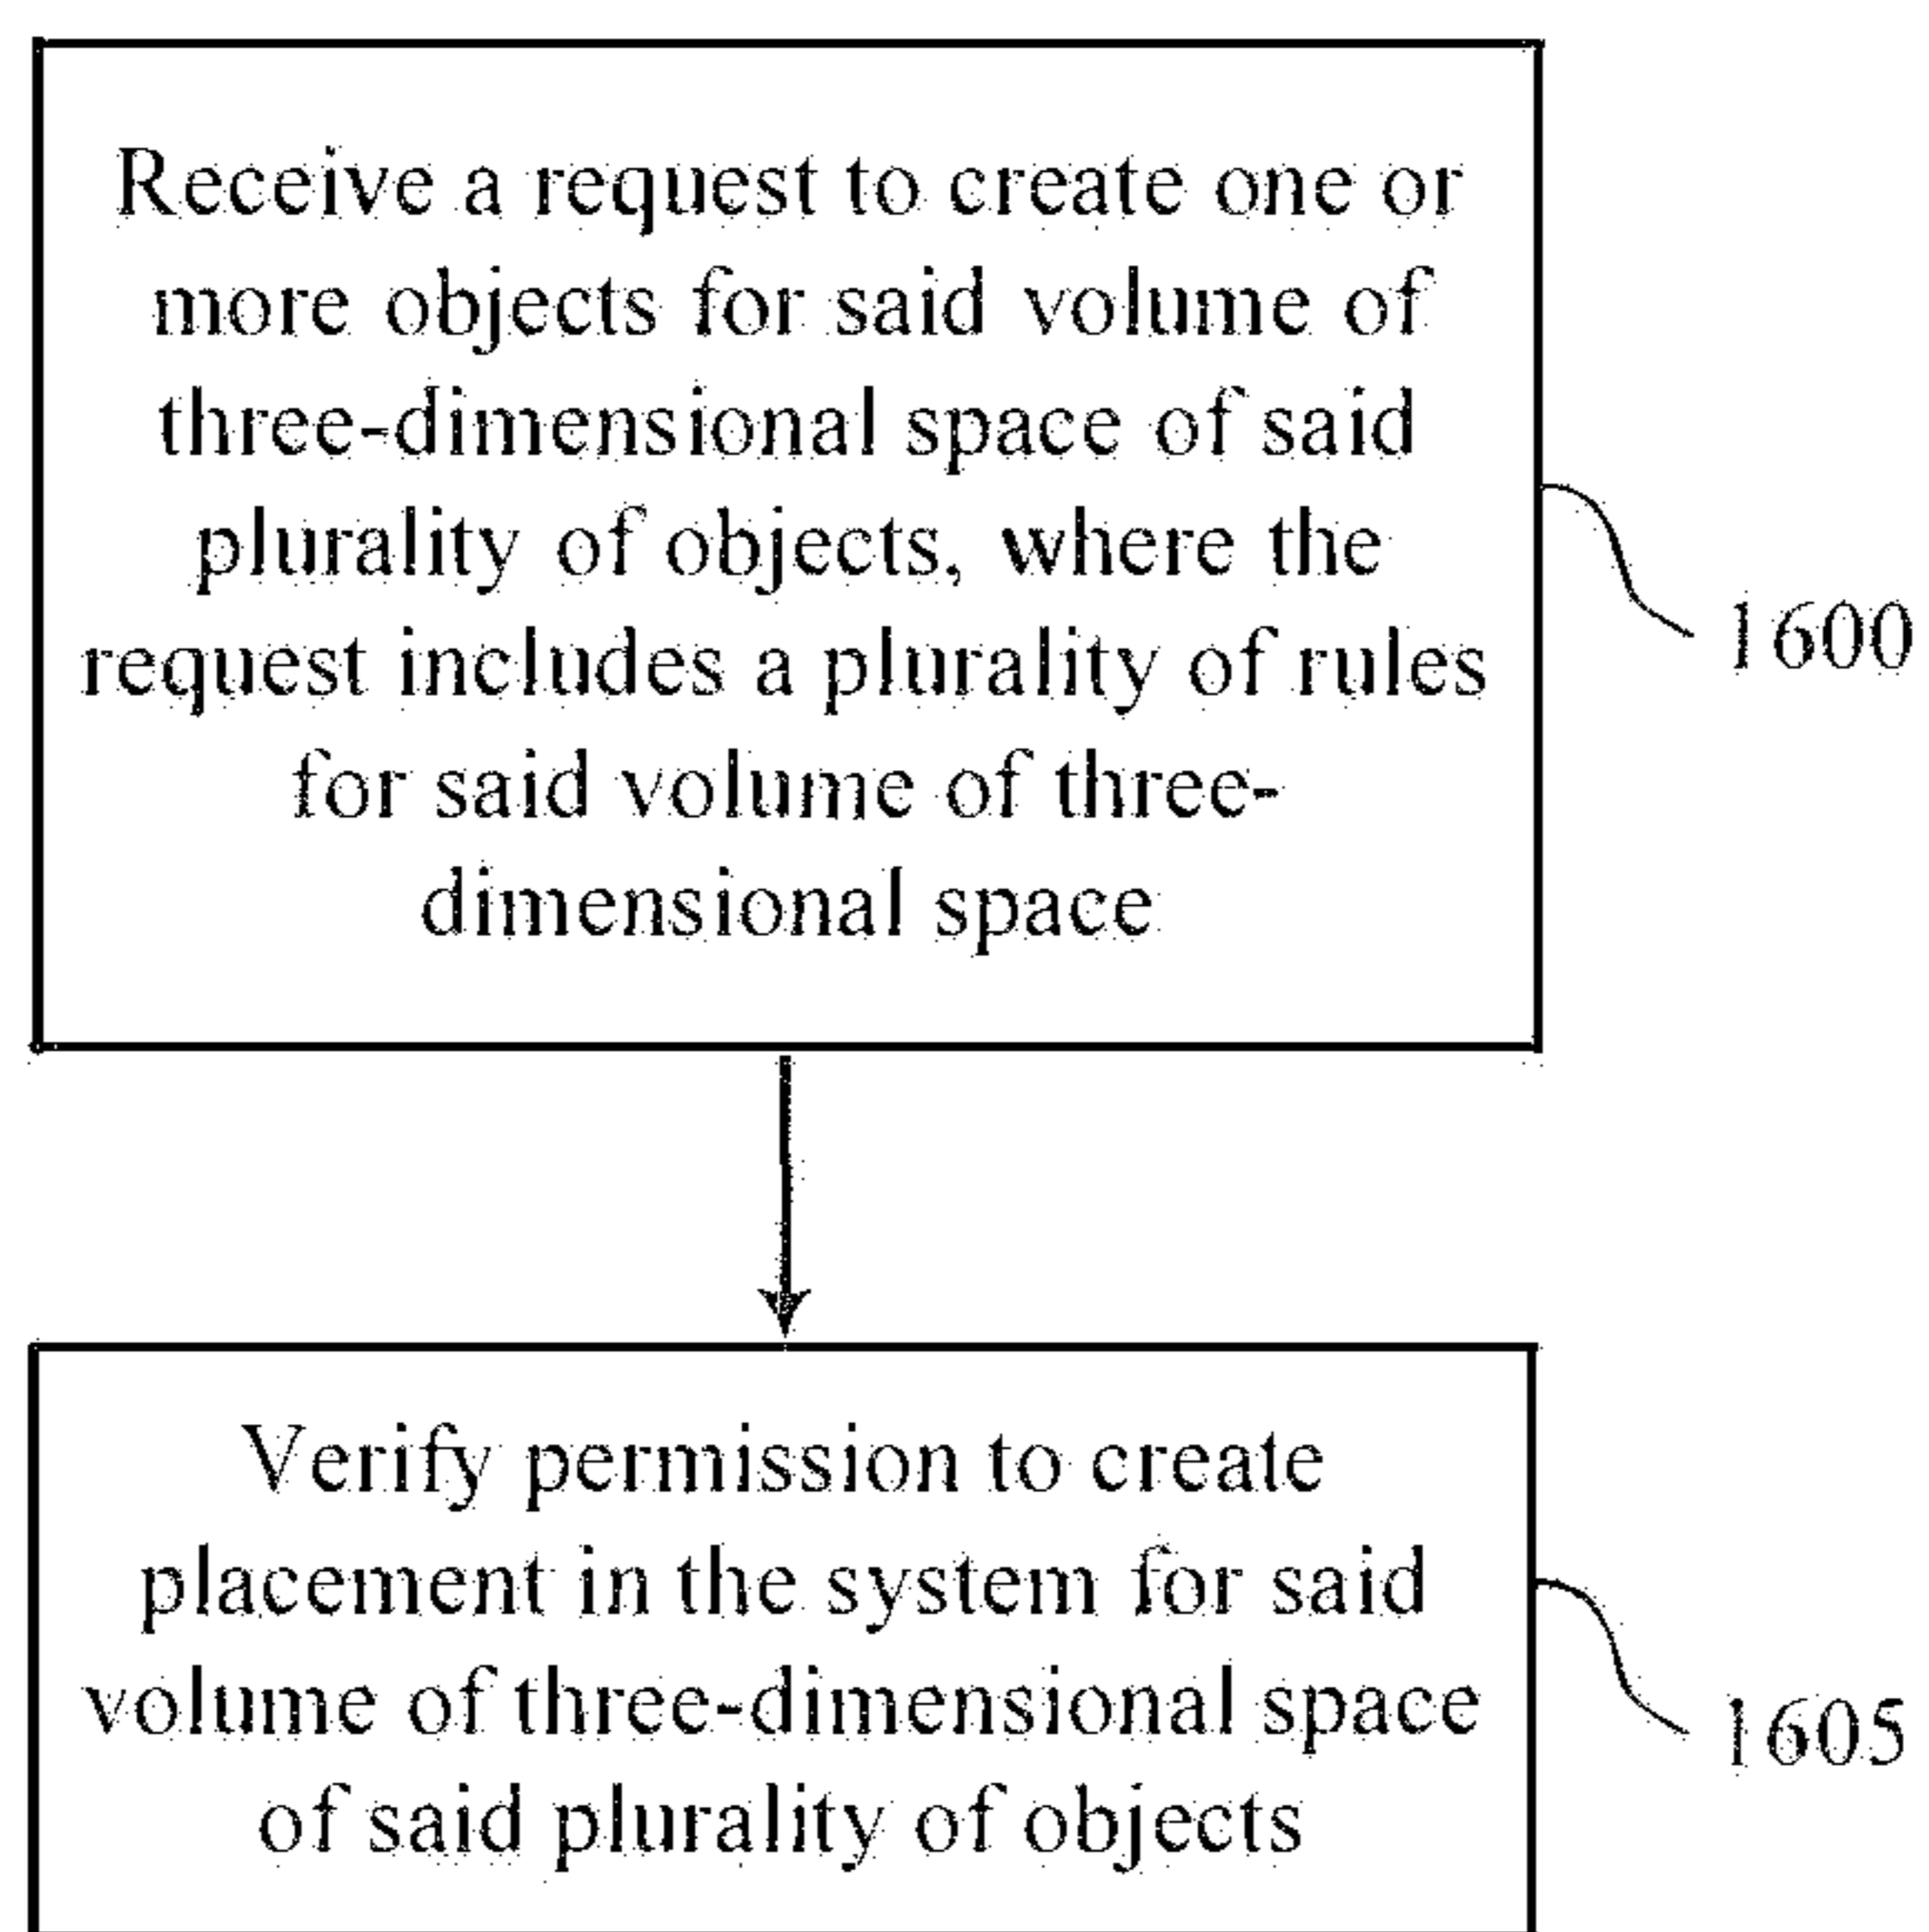 Receive a request to create one or
more objects for said volume of
three-dimensional space of said
plurality of objects, where the
request includes a plurality of rules
for said volume of three-
dimensional space
1600
Verify permission to create
placement in the system for said
volume of three-dimensional space
of said plurality of objects
1605